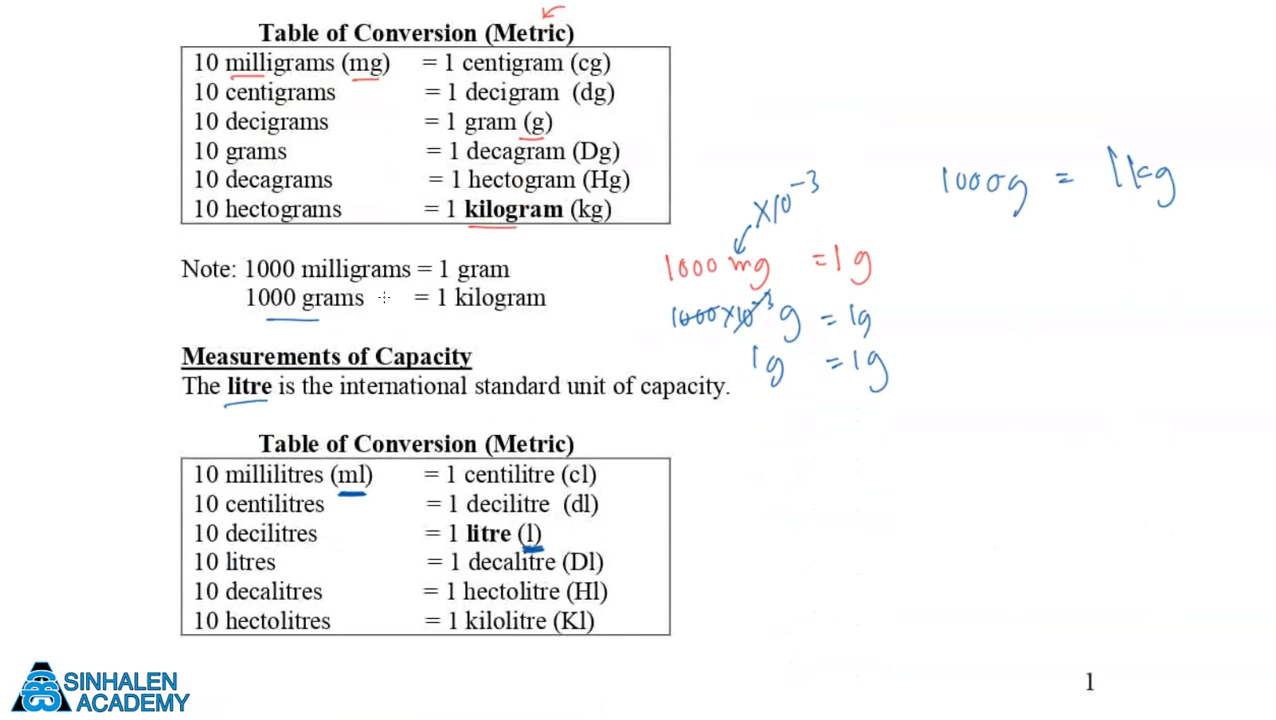 Table of Conversion (Metric)
10 milligrams (mg) = 1 centigram (cg)
10 centigrams = 1 decigram (dg)
10 decigrams = 1 gram (g)
10 grams = 1 decagram (Dg)
10 decagrams = 1 hectogram (Hg)
10 hectograms = 1 kilogram (kg)
1000g = 1kg
×10⁻³
Note: 1000 milligrams = 1 gram
1000 mg = 1g
1000 grams = 1 kilogram
1000×10⁻³ g = 1g
1g = 1g
Measurements of Capacity
The litre is the international standard unit of capacity.
Table of Conversion (Metric)
10 millilitres (ml) = 1 centilitre (cl)
10 centilitres = 1 decilitre (dl)
10 decilitres = 1 litre (l)
10 litres = 1 decalitre (Dl)
10 decalitres = 1 hectolitre (Hl)
10 hectolitres = 1 kilolitre (Kl)
SINHALEN
ACADEMY
1